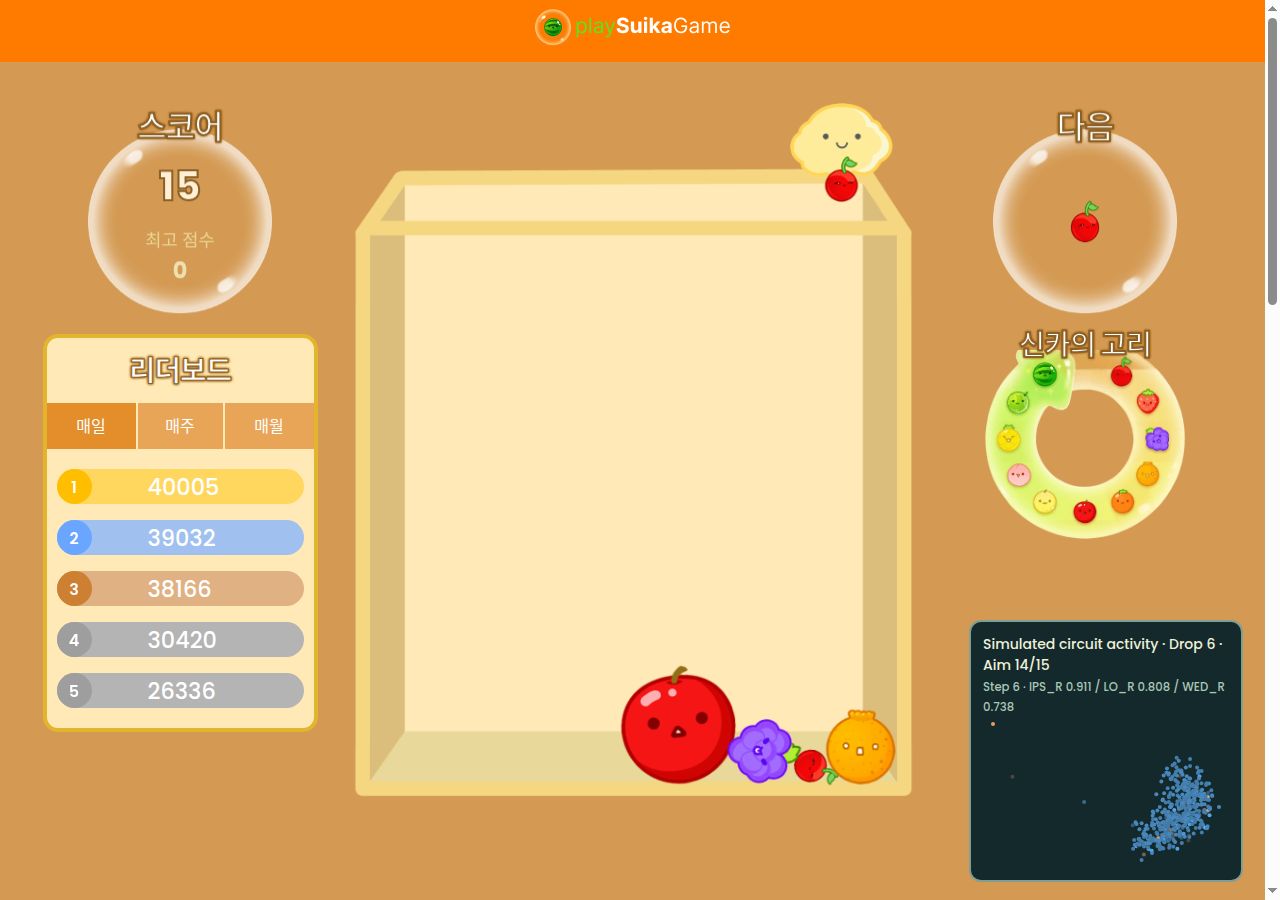 playSuikaGame
스코어
15
최고 점수
0
리더보드
매일 매주 매월
1 40005
2 39032
3 38166
4 30420
5 26336
다음
신카의 고리
Simulated circuit activity · Drop 6 ·
Aim 14/15
Step 6 · IPS_R 0.911 / LO_R 0.808 / WED_R
0.738